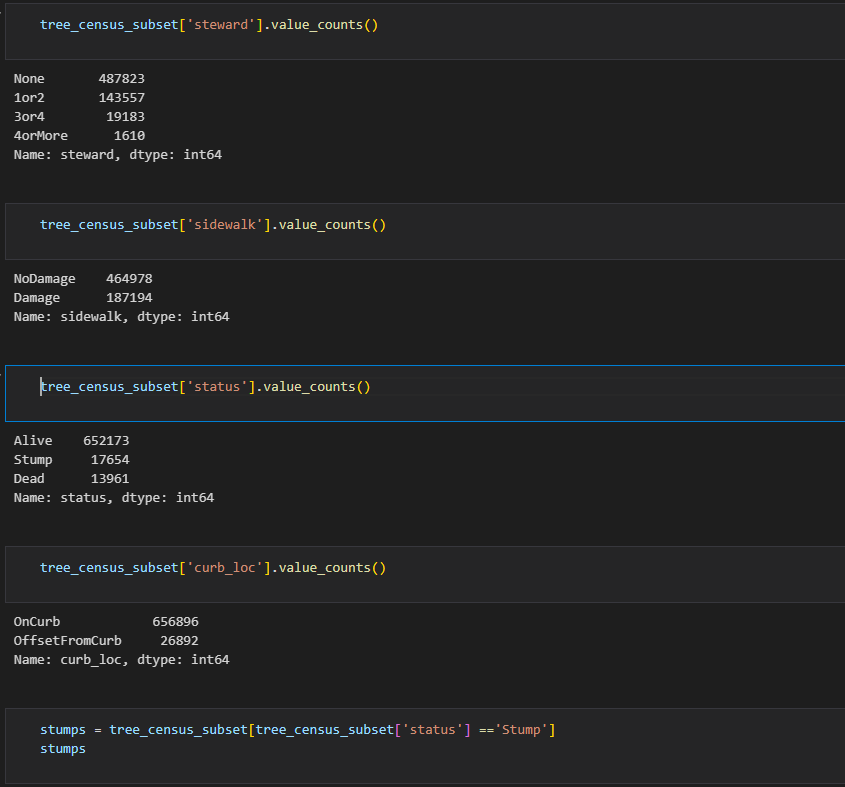 tree_census_subset['steward'].value_counts()
None       487823
1or2       143557
3or4        19183
4orMore      1610
Name: steward, dtype: int64
tree_census_subset['sidewalk'].value_counts()
NoDamage    464978
Damage      187194
Name: sidewalk, dtype: int64
tree_census_subset['status'].value_counts()
Alive    652173
Stump     17654
Dead      13961
Name: status, dtype: int64
tree_census_subset['curb_loc'].value_counts()
OnCurb            656896
OffsetFromCurb     26892
Name: curb_loc, dtype: int64
stumps = tree_census_subset[tree_census_subset['status'] =='Stump']
stumps